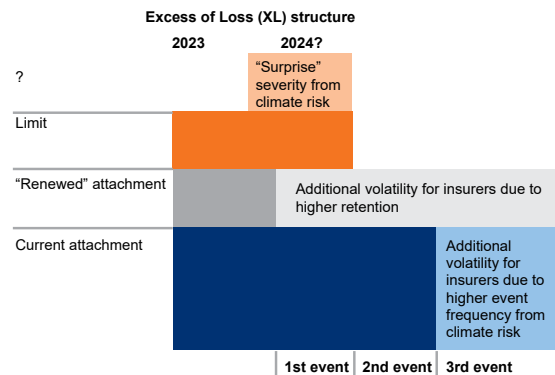 Excess of Loss (XL) structure
2023 2024?
?
“Surprise”
severity from
climate risk
Limit
“Renewed” attachment
Additional volatility for insurers due to
higher retention
Current attachment
Additional
volatility for
insurers due to
higher event
frequency from
climate risk
1st event 2nd event 3rd event